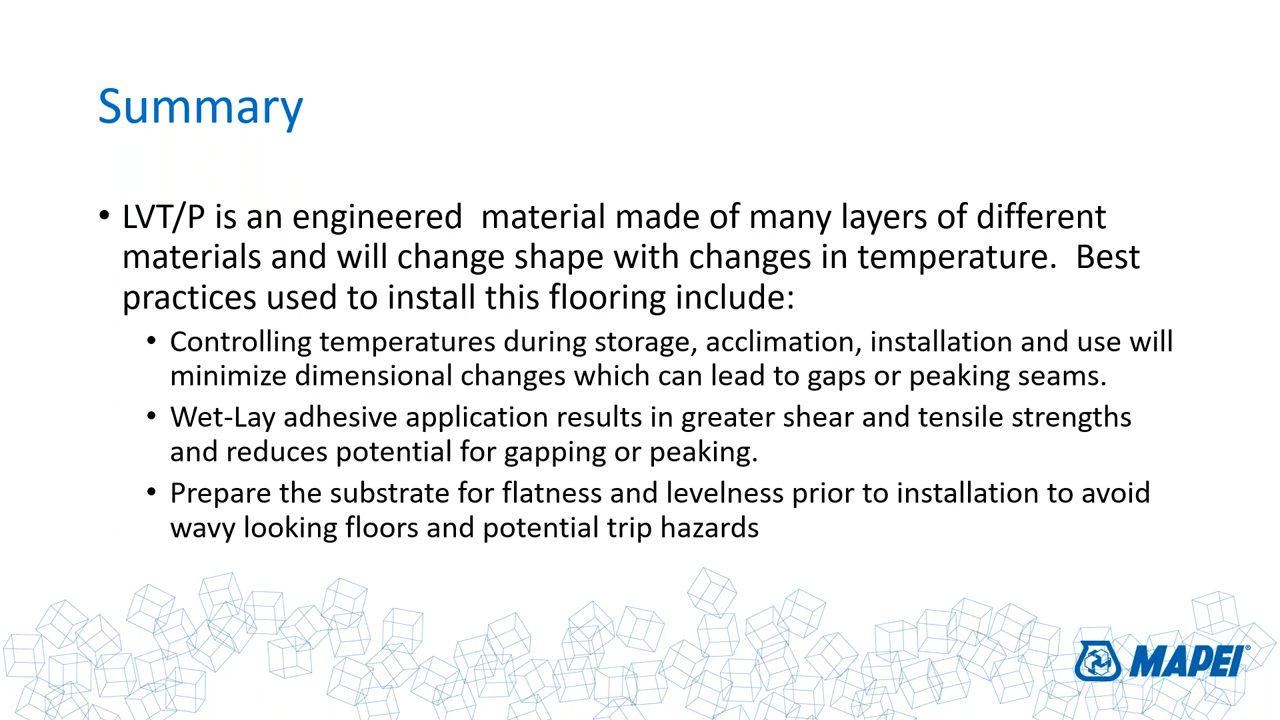 Summary
• LVT/P is an engineered  material made of many layers of different
materials and will change shape with changes in temperature.  Best
practices used to install this flooring include:
• Controlling temperatures during storage, acclimation, installation and use will
minimize dimensional changes which can lead to gaps or peaking seams.
• Wet-Lay adhesive application results in greater shear and tensile strengths
and reduces potential for gapping or peaking.
• Prepare the substrate for flatness and levelness prior to installation to avoid
wavy looking floors and potential trip hazards
MAPEI®